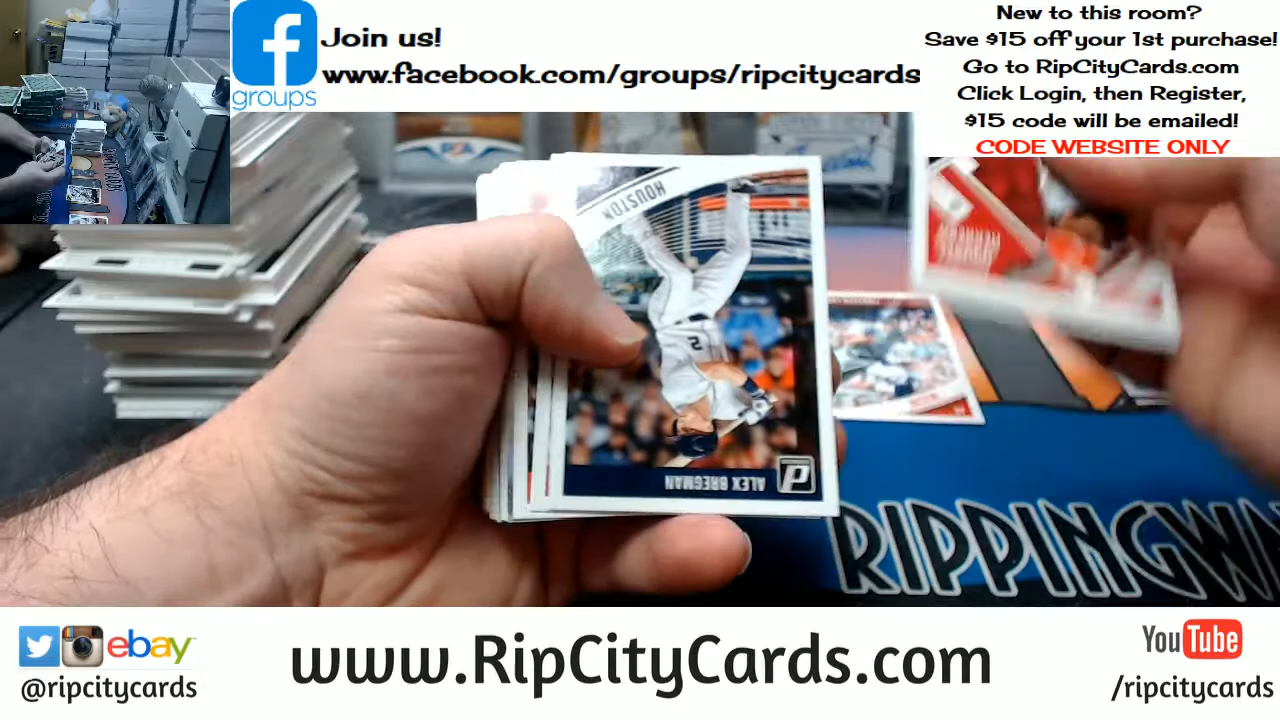 f
groups
Join us!
www.facebook.com/groups/ripcitycards
New to this room?
Save $15 off your 1st purchase!
Go to RipCityCards.com
Click Login, then Register,
$15 code will be emailed!
CODE WEBSITE ONLY
HOUSTON
2
ALEX BREGMAN
P
RIPPINGW
ebay
@ripcitycards
www.RipCityCards.com
YouTube
/ripcitycards